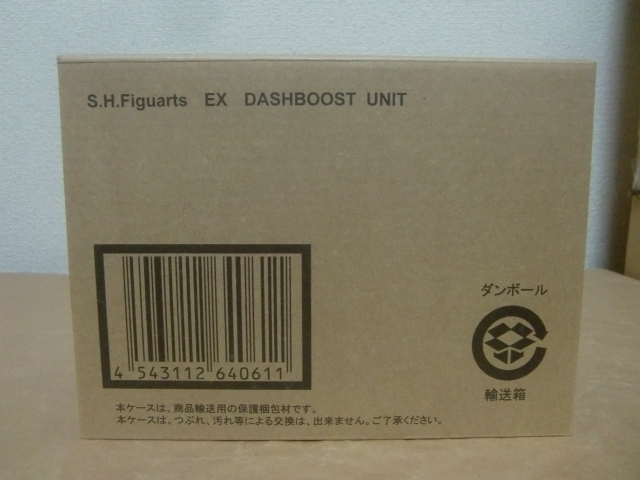 S.H.Figuarts EX DASHBOOST UNIT
ダンボール
輸送箱
4 543112 640611
本ケースは、商品輸送用の保護梱包材です。
本ケースは、つぶれ、汚れ等による交換は、出来ません。ご了承ください。